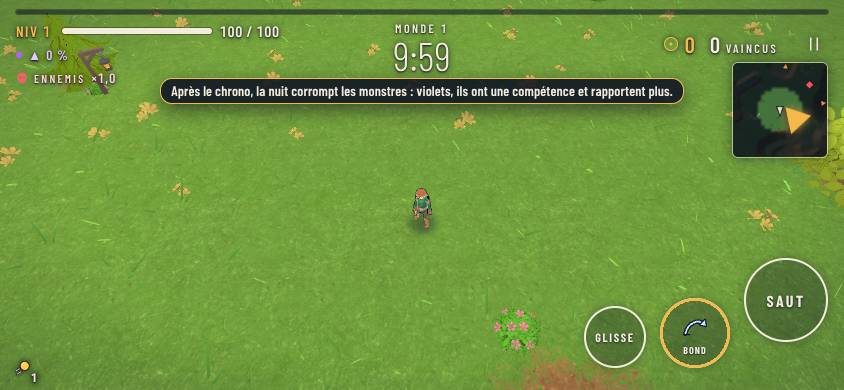 NIV 1
100 / 100
0 %
ENNEMIS ×1,0
MONDE 1
9:59
0
0 VAINCUS
Après le chrono, la nuit corrompt les monstres : violets, ils ont une compétence et rapportent plus.
SAUT
GLISSE
BOND
1